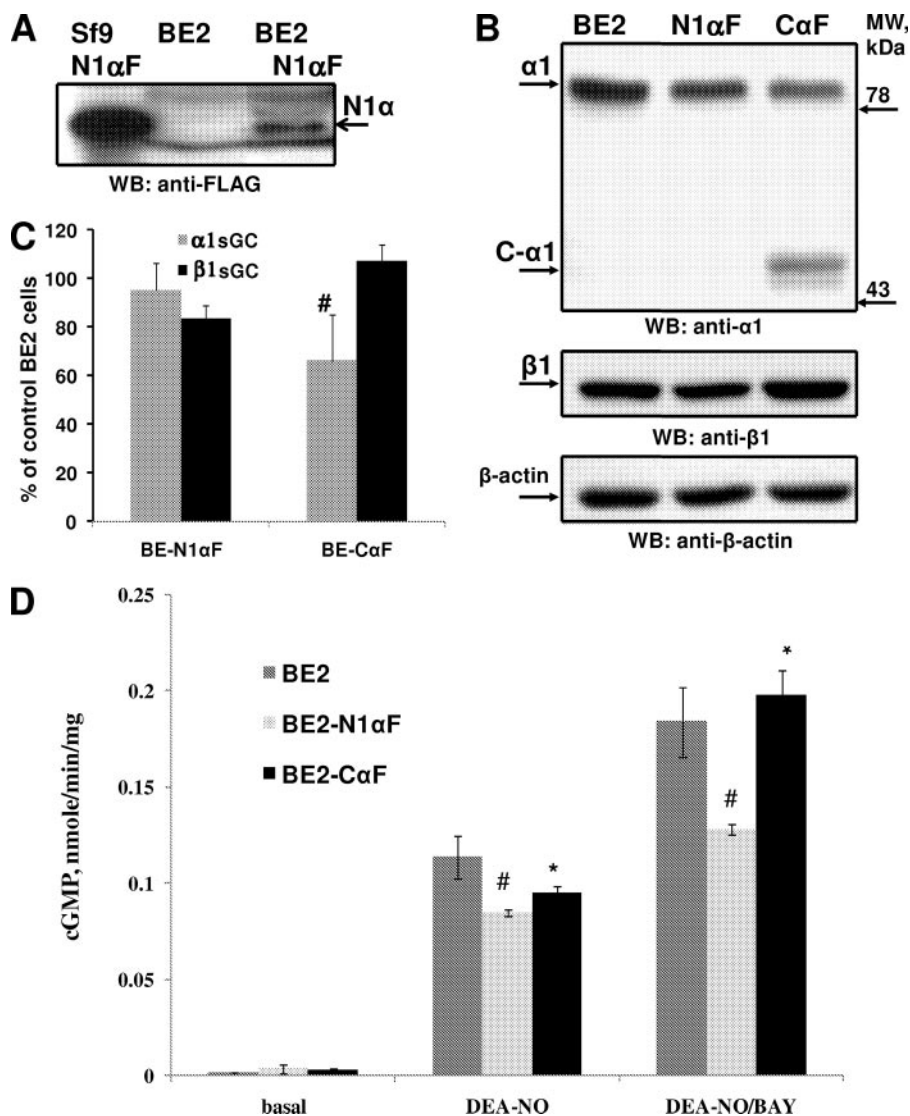 A
Sf9 BE2 BE2
N1αF N1αF
N1α
WB: anti-FLAG
B
BE2 N1αF CαF MW, kDa
α1
78
C-α1
43
WB: anti-α1
β1
WB: anti-β1
β-actin
WB: anti-β-actin
C
% of control BE2 cells
120
100
80
60
40
20
0
α1sGC
β1sGC
#
BE-N1αF BE-CαF
D
cGMP, nmole/min/mg
0.25
0.2
0.15
0.1
0.05
0
BE2
BE2-N1αF
BE2-CαF
# *
# *
basal DEA-NO DEA-NO/BAY